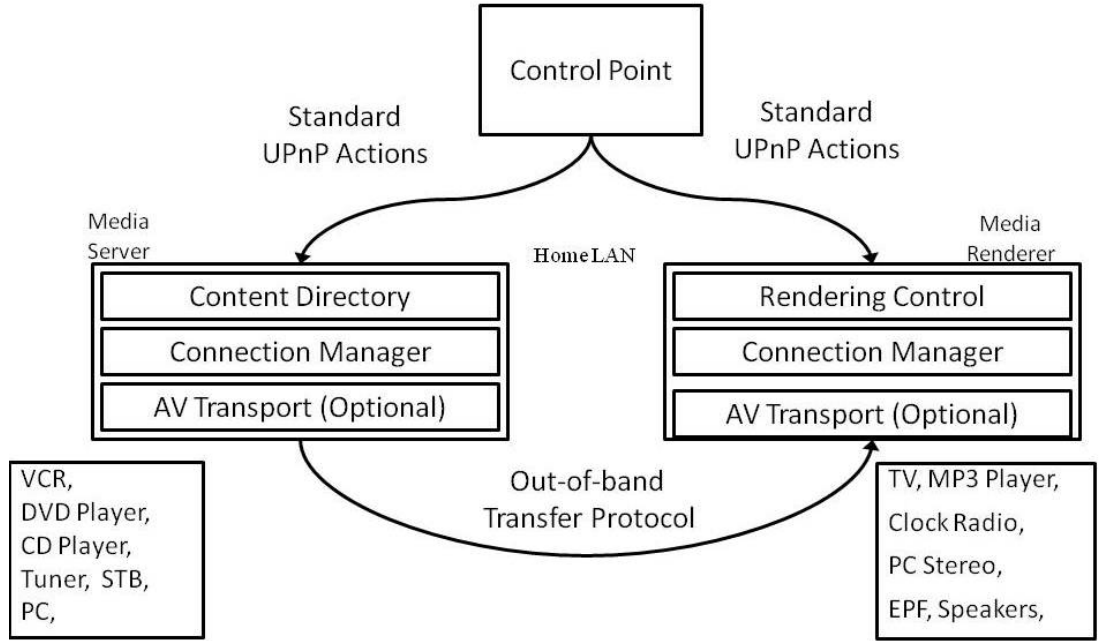 Control Point
Standard
UPnP Actions
Standard
UPnP Actions
Media
Server
HomeLAN
Media
Renderer
Content Directory
Connection Manager
AV Transport (Optional)
Rendering Control
Connection Manager
AV Transport (Optional)
VCR,
DVD Player,
CD Player,
Tuner, STB,
PC,
Out-of-band
Transfer Protocol
TV, MP3 Player,
Clock Radio,
PC Stereo,
EPF, Speakers,